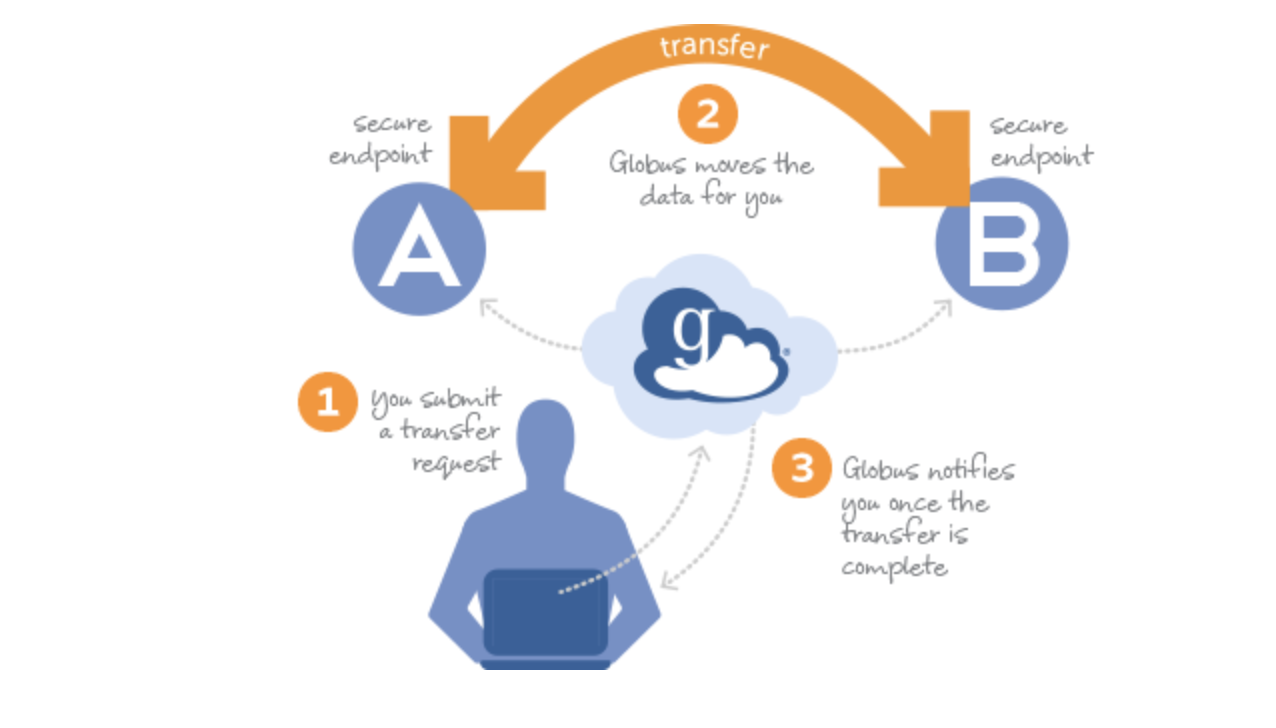 transfer
2
secure
endpoint
Globus moves the
data for you
secure
endpoint
A
B
g
1
you submit
a transfer
request
3
Globus notifies
you once the
transfer is
complete